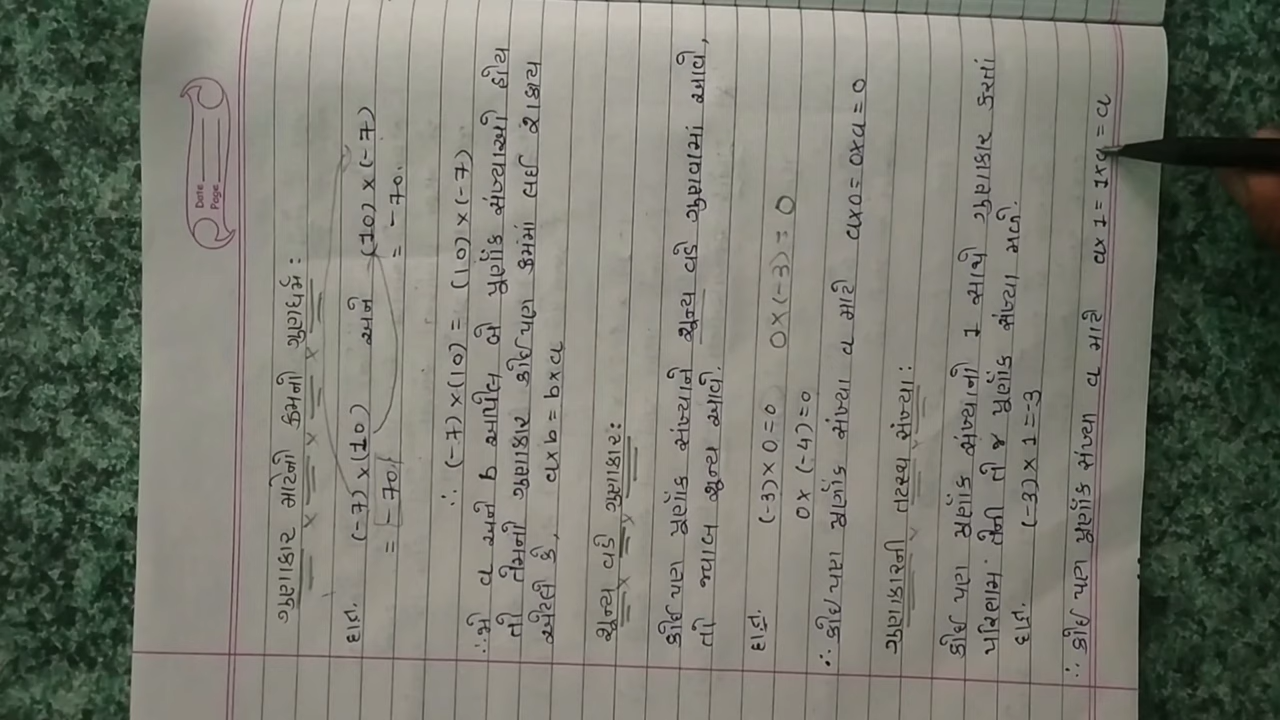 Date
Page
ગુણાકાર માટેનો ક્રમનો ગુણધર્મ :
દા.ત. (-7) × (10) અને (10) × (-7)
= -70 = -70.
∴ (-7) × (10) = (10) × (-7)
∴ જો a અને b આપેલ બે પૂર્ણાંક સંખ્યાઓ હોય
તો તેમનો ગુણાકાર કોઈપણ ક્રમમાં લઈ શકાય
એટલે કે, a×b = b×a
શૂન્ય વડે ગુણાકાર:
કોઈ પણ પૂર્ણાંક સંખ્યાને શૂન્ય વડે ગુણવામાં આવે,
તો જવાબ શૂન્ય આવે.
દા.ત. (-3) × 0 = 0 0 × (-3) = 0
0 × (-4) = 0
∴ કોઈ પણ પૂર્ણાંક સંખ્યા a માટે a×0 = 0×a = 0
ગુણાકારની તટસ્થ સંખ્યા :
કોઈ પણ પૂર્ણાંક સંખ્યાનો 1 સાથે ગુણાકાર કરતાં
પરિણામ તેની તે જ પૂર્ણાંક સંખ્યા મળે.
દા.ત. (-3) × 1 = -3
∴ કોઈ પણ પૂર્ણાંક સંખ્યા a માટે a×1 = 1×a = a